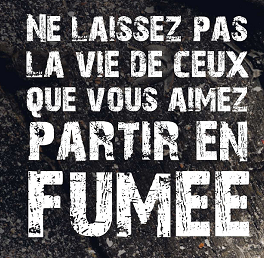 NE LAISSEZ PAS
LA VIE DE CEUX
QUE VOUS AIMEZ
PARTIR EN
FUMEE